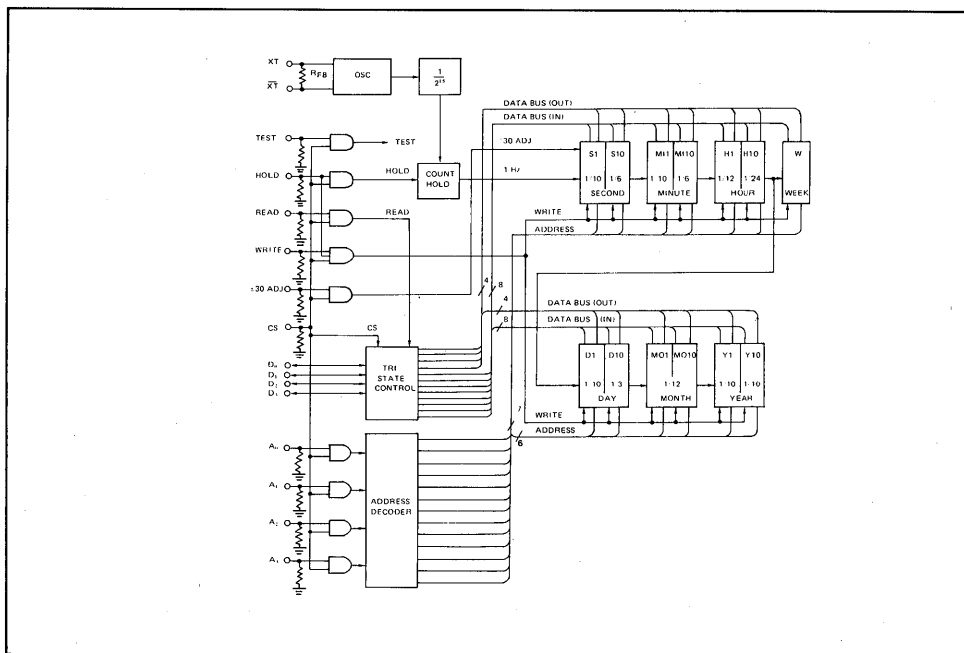 XT
XT
RFB
OSC
1
2¹⁵
TEST
TEST
HOLD
HOLD
COUNT
HOLD
READ
READ
WRITE
±30 ADJ
CS
CS
D₀
D₁
D₂
D₃
TRI
STATE
CONTROL
A₀
A₁
A₂
A₃
ADDRESS
DECODER
DATA BUS (OUT)
DATA BUS (IN)
30 ADJ
1 Hz
S1 S10 MI1 MI10 H1 H10 W
1/10 1/6 1/10 1/6 1/12 1/24
SECOND MINUTE HOUR WEEK
WRITE
ADDRESS
4 8
4
8
DATA BUS (OUT)
DATA BUS (IN)
D1 D10 MO1 MO10 Y1 Y10
1/10 1/3 1/12 1/10 1/10
DAY MONTH YEAR
WRITE
7
ADDRESS
6